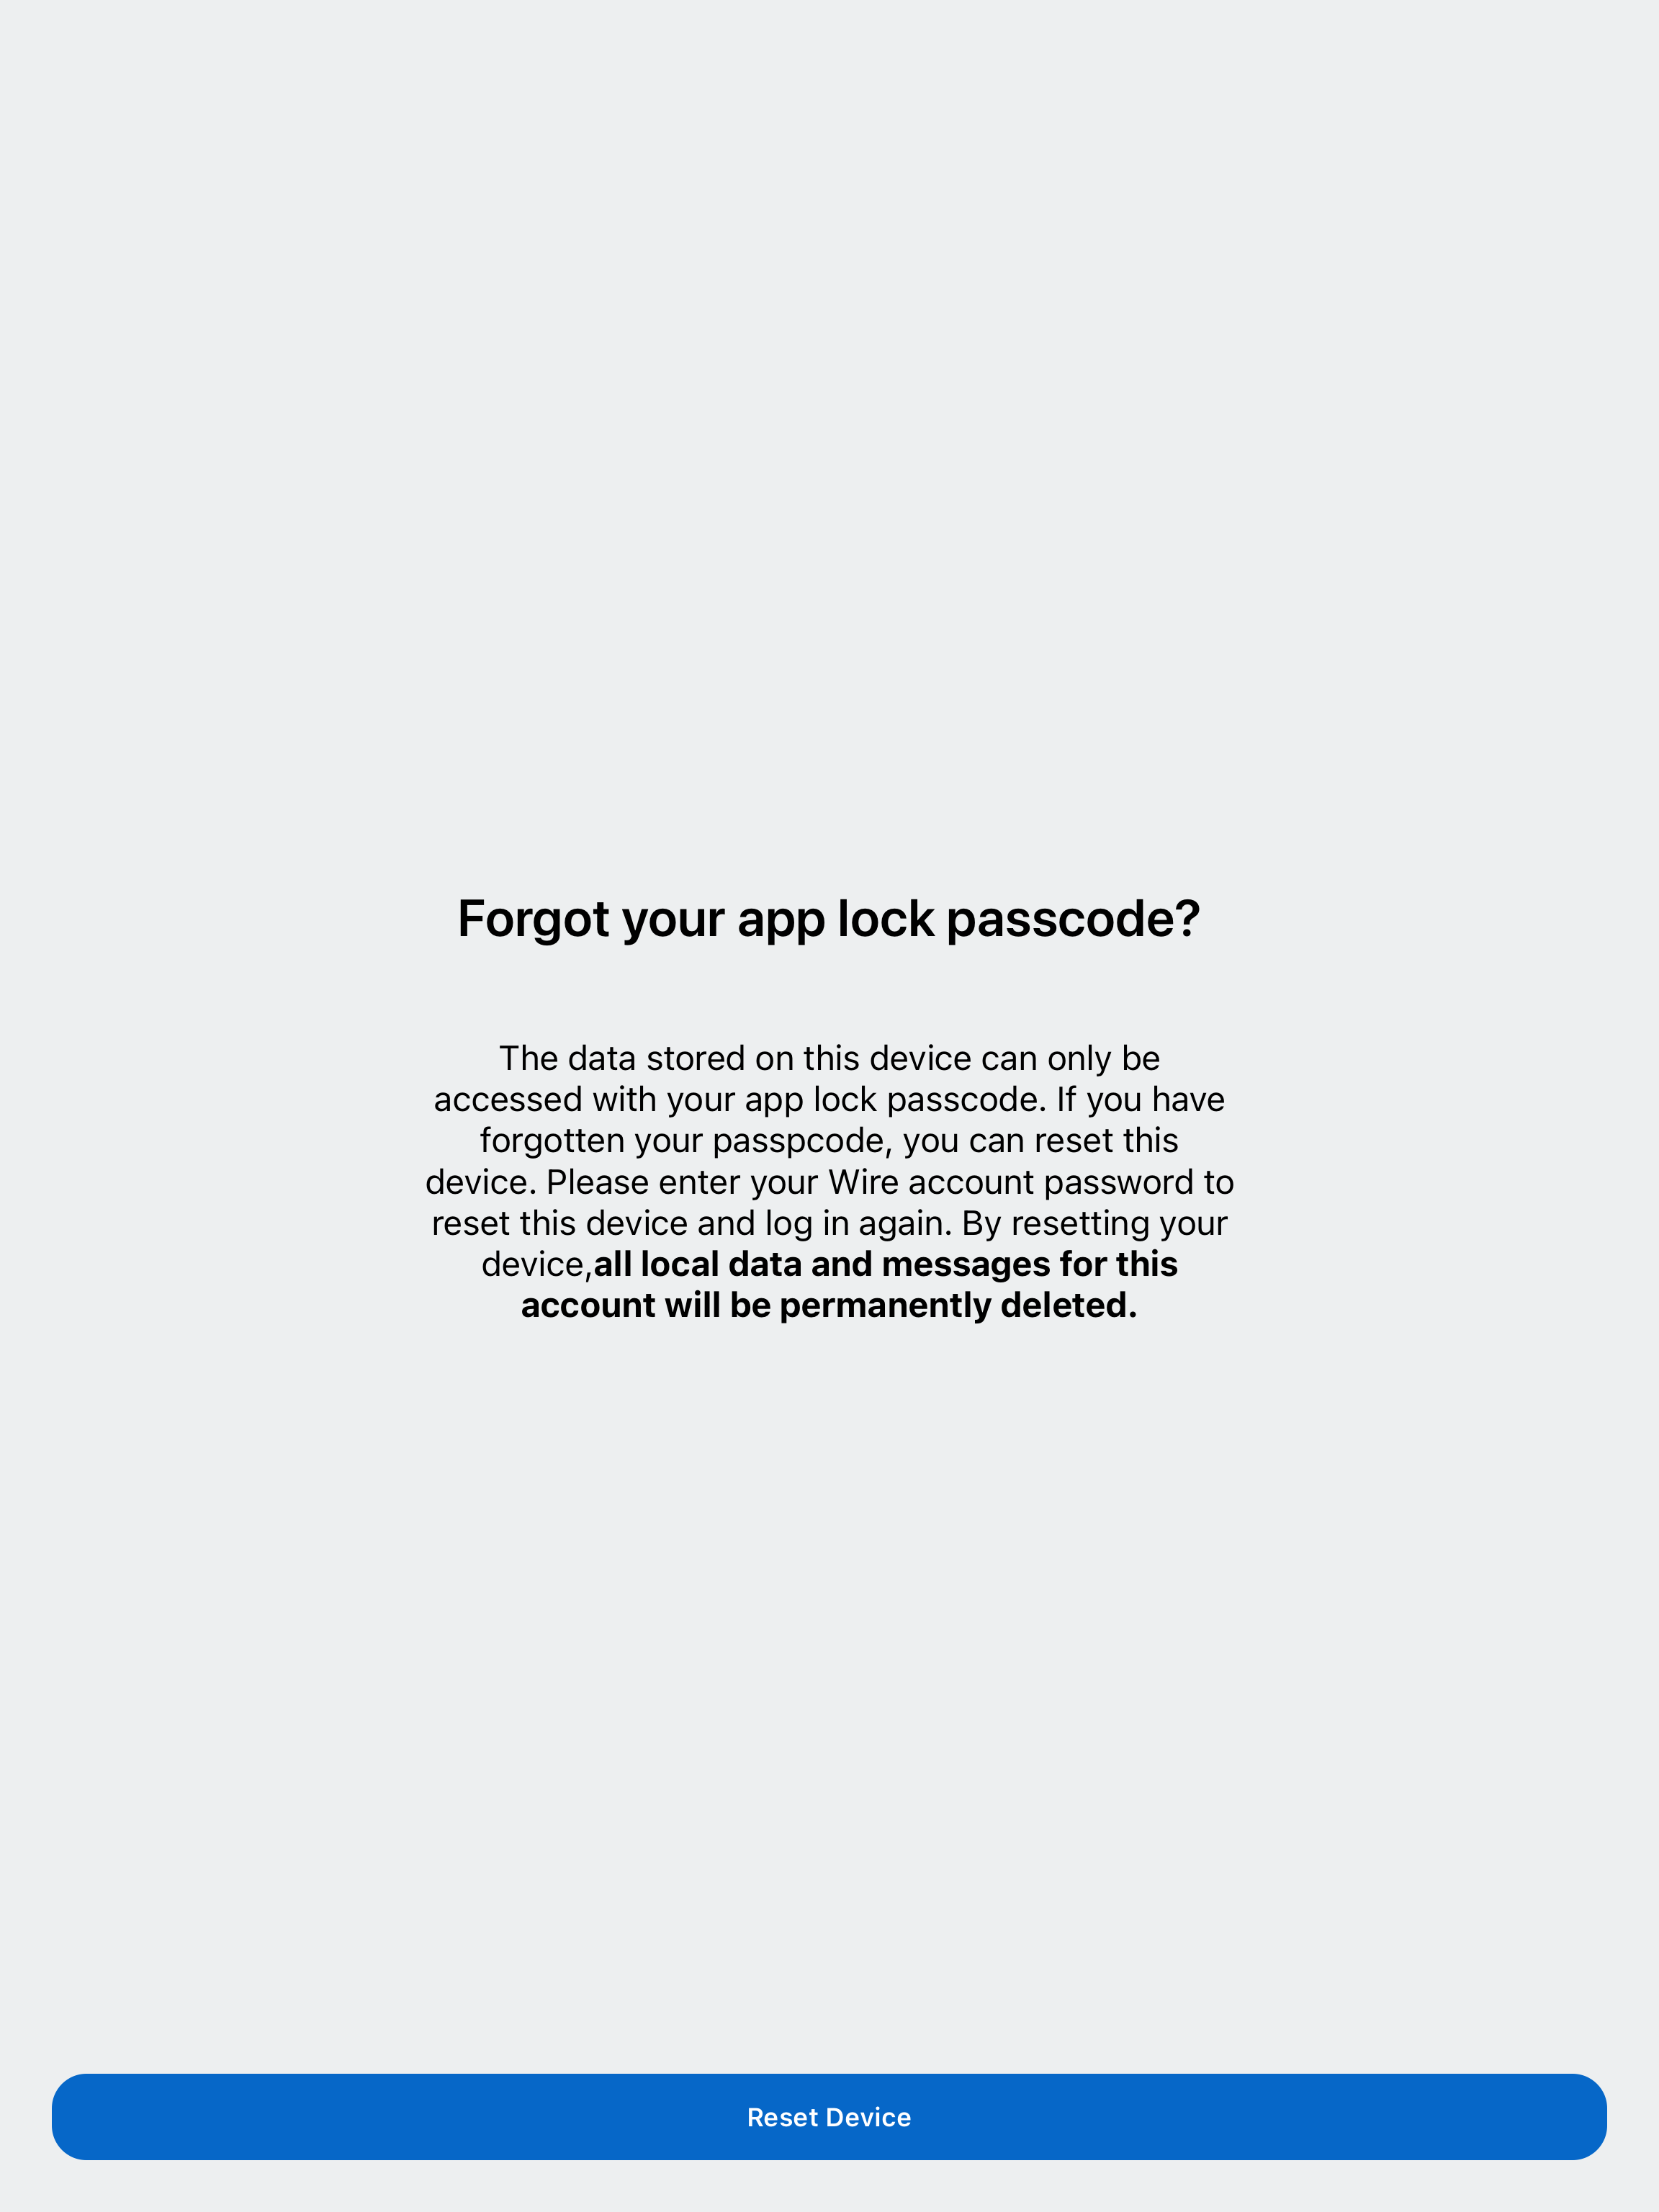 Forgot your app lock passcode?
The data stored on this device can only be
accessed with your app lock passcode. If you have
forgotten your passpcode, you can reset this
device. Please enter your Wire account password to
reset this device and log in again. By resetting your
device,all local data and messages for this
account will be permanently deleted.
Reset Device